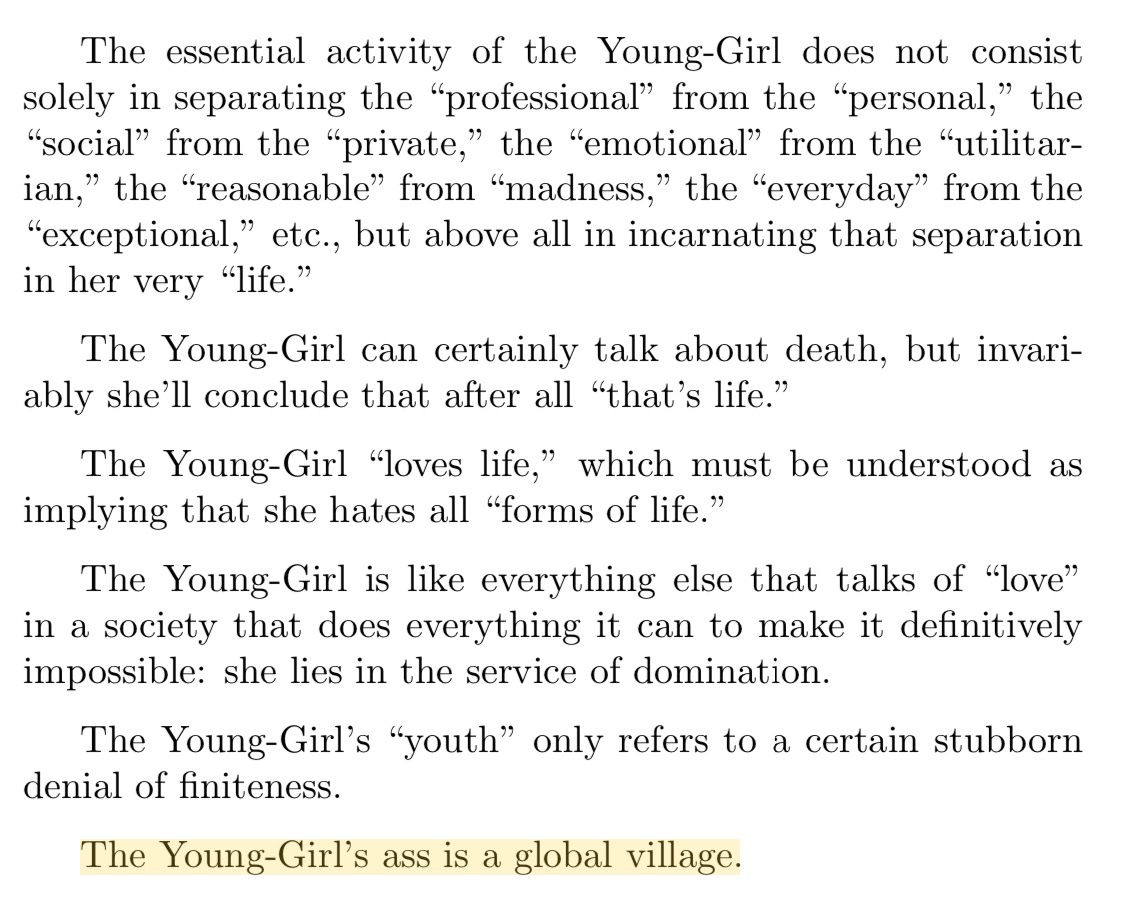 The essential activity of the Young-Girl does not consist
solely in separating the “professional” from the “personal,” the
“social” from the “private,” the “emotional” from the “utilitar-
ian,” the “reasonable” from “madness,” the “everyday” from the
“exceptional,” etc., but above all in incarnating that separation
in her very “life.”
The Young-Girl can certainly talk about death, but invari-
ably she’ll conclude that after all “that’s life.”
The Young-Girl “loves life,” which must be understood as
implying that she hates all “forms of life.”
The Young-Girl is like everything else that talks of “love”
in a society that does everything it can to make it definitively
impossible: she lies in the service of domination.
The Young-Girl’s “youth” only refers to a certain stubborn
denial of finiteness.
The Young-Girl’s ass is a global village.